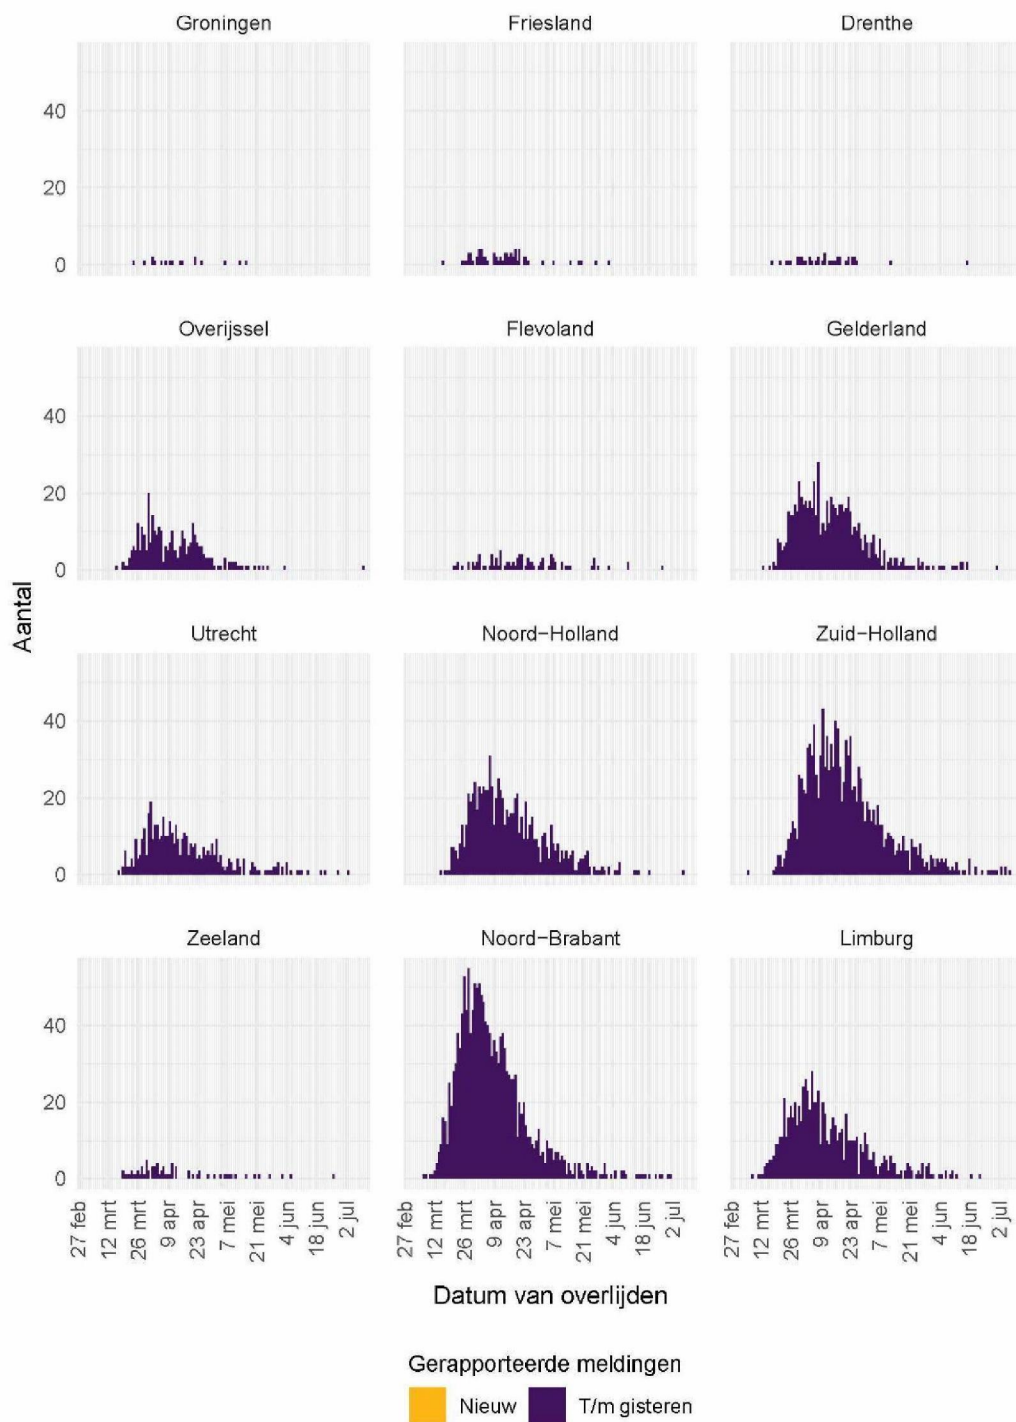 Groningen Friesland Drenthe
40
20
0
Overijssel Flevoland Gelderland
40
20
0
Utrecht Noord-Holland Zuid-Holland
40
20
0
Zeeland Noord-Brabant Limburg
40
20
0
Aantal
27 feb 12 mrt 26 mrt 9 apr 23 apr 7 mei 21 mei 4 jun 18 jun 2 jul 27 feb 12 mrt 26 mrt 9 apr 23 apr 7 mei 21 mei 4 jun 18 jun 2 jul 27 feb 12 mrt 26 mrt 9 apr 23 apr 7 mei 21 mei 4 jun 18 jun 2 jul
Datum van overlijden
Gerapporteerde meldingen
Nieuw T/m gisteren